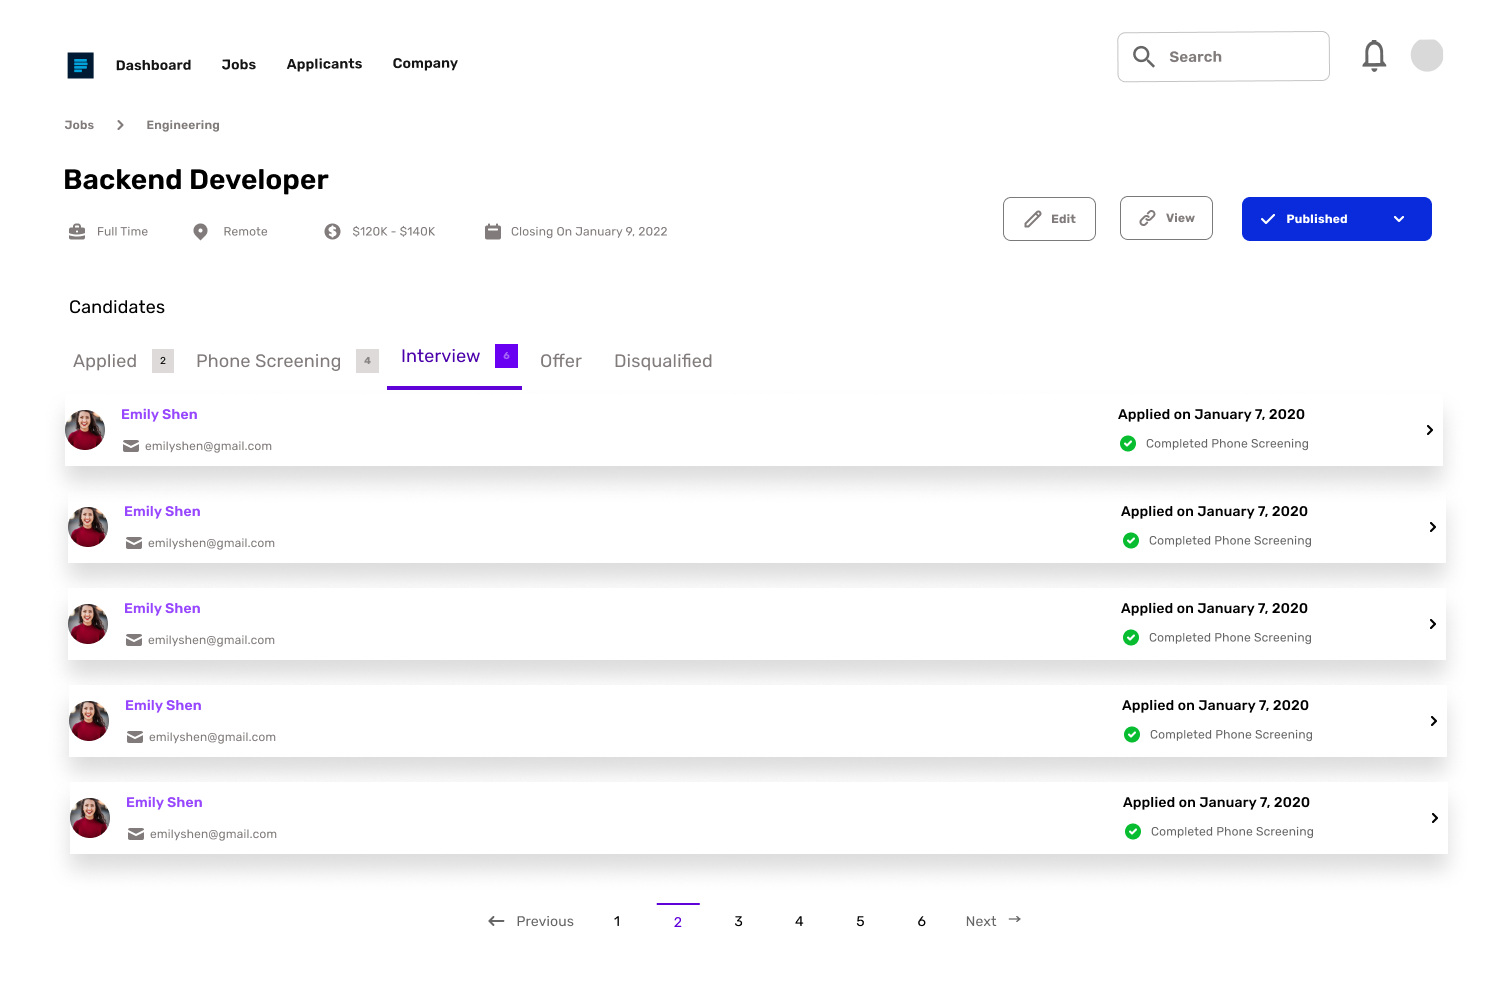 Dashboard Jobs Applicants Company Search
Jobs Engineering
Backend Developer
Full Time Remote $120K - $140K Closing On January 9, 2022 Edit View Published
Candidates
Applied 2 Phone Screening 4 Interview 6 Offer Disqualified
Emily Shen Applied on January 7, 2020
emilyshen@gmail.com Completed Phone Screening
Emily Shen Applied on January 7, 2020
emilyshen@gmail.com Completed Phone Screening
Emily Shen Applied on January 7, 2020
emilyshen@gmail.com Completed Phone Screening
Emily Shen Applied on January 7, 2020
emilyshen@gmail.com Completed Phone Screening
Emily Shen Applied on January 7, 2020
emilyshen@gmail.com Completed Phone Screening
Previous 1 2 3 4 5 6 Next